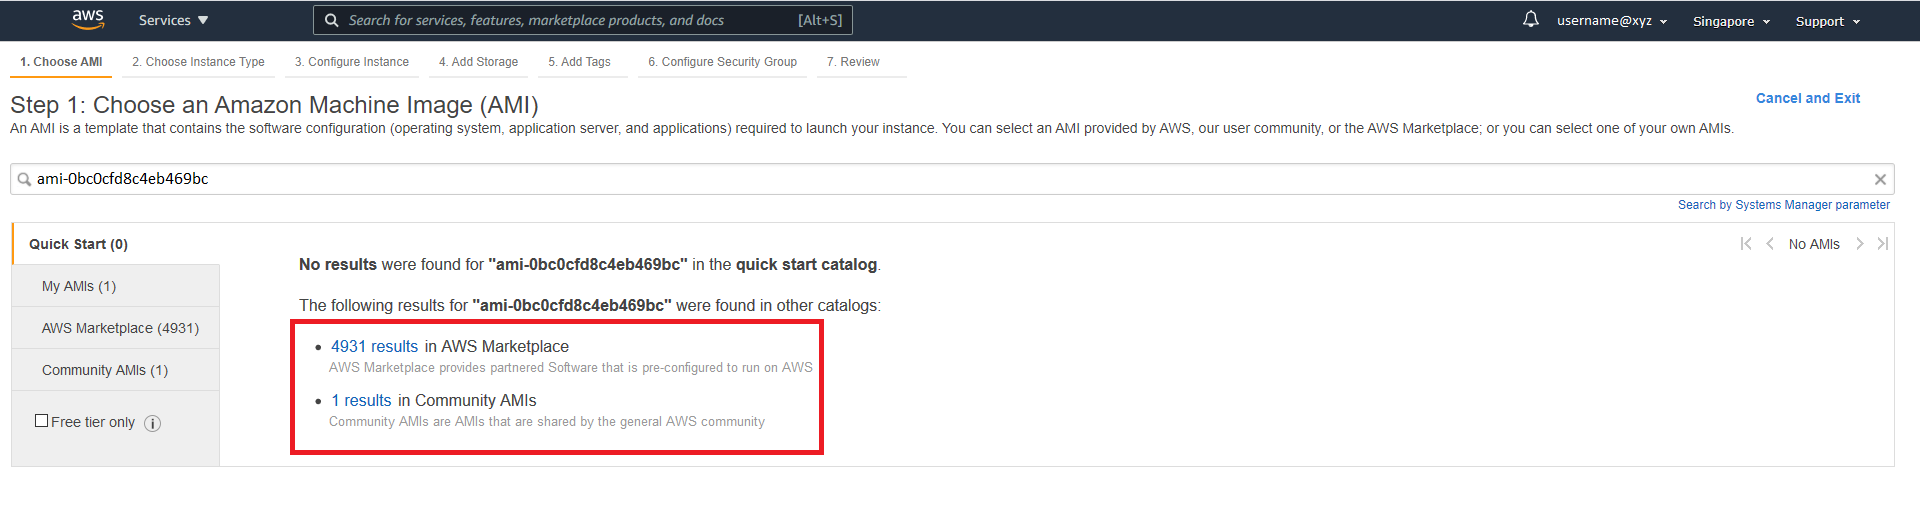 aws Services Search for services, features, marketplace products, and docs [Alt+S] username@xyz Singapore Support
1. Choose AMI 2. Choose Instance Type 3. Configure Instance 4. Add Storage 5. Add Tags 6. Configure Security Group 7. Review
Step 1: Choose an Amazon Machine Image (AMI) Cancel and Exit
An AMI is a template that contains the software configuration (operating system, application server, and applications) required to launch your instance. You can select an AMI provided by AWS, our user community, or the AWS Marketplace; or you can select one of your own AMIs.
ami-0bc0cfd8c4eb469bc
Search by Systems Manager parameter
Quick Start (0)
My AMIs (1)
AWS Marketplace (4931)
Community AMIs (1)
Free tier only
No AMIs
No results were found for "ami-0bc0cfd8c4eb469bc" in the quick start catalog.
The following results for "ami-0bc0cfd8c4eb469bc" were found in other catalogs:
• 4931 results in AWS Marketplace
AWS Marketplace provides partnered Software that is pre-configured to run on AWS
• 1 results in Community AMIs
Community AMIs are AMIs that are shared by the general AWS community